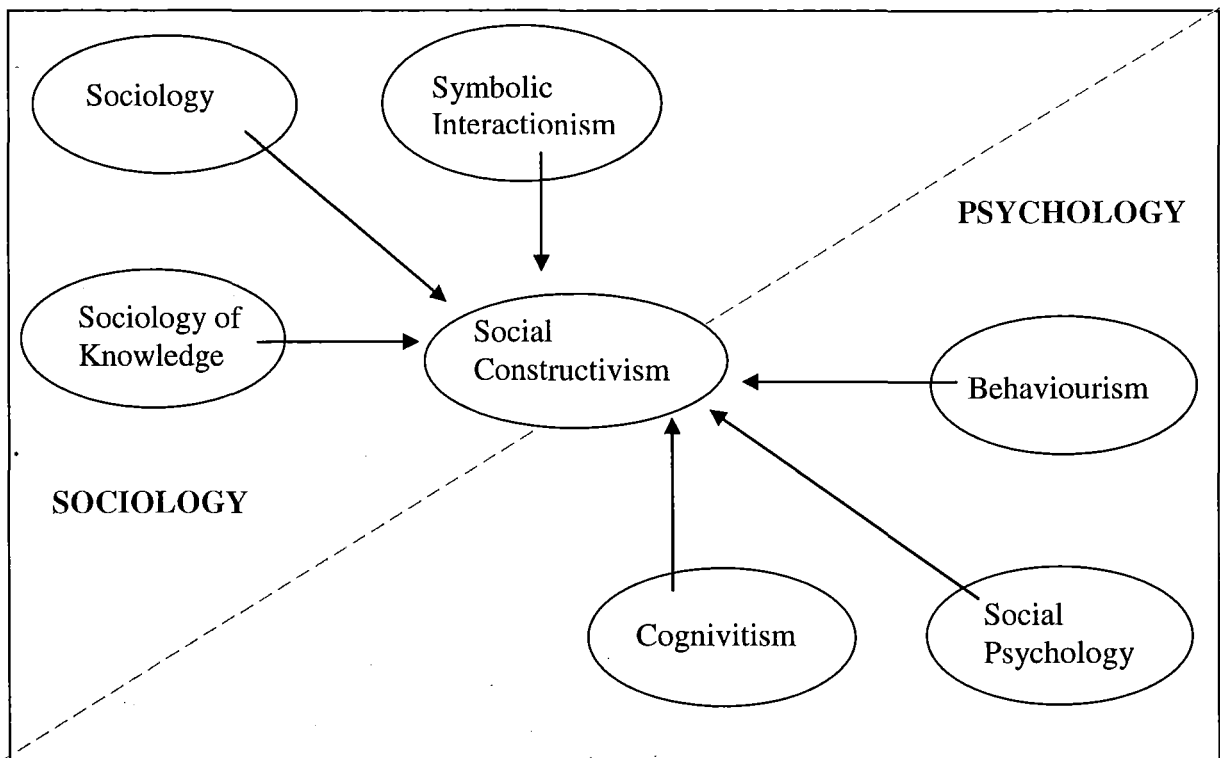 Sociology
Symbolic
Interactionism
PSYCHOLOGY
Sociology of
Knowledge
Social
Constructivism
Behaviourism
SOCIOLOGY
Cognivitism
Social
Psychology